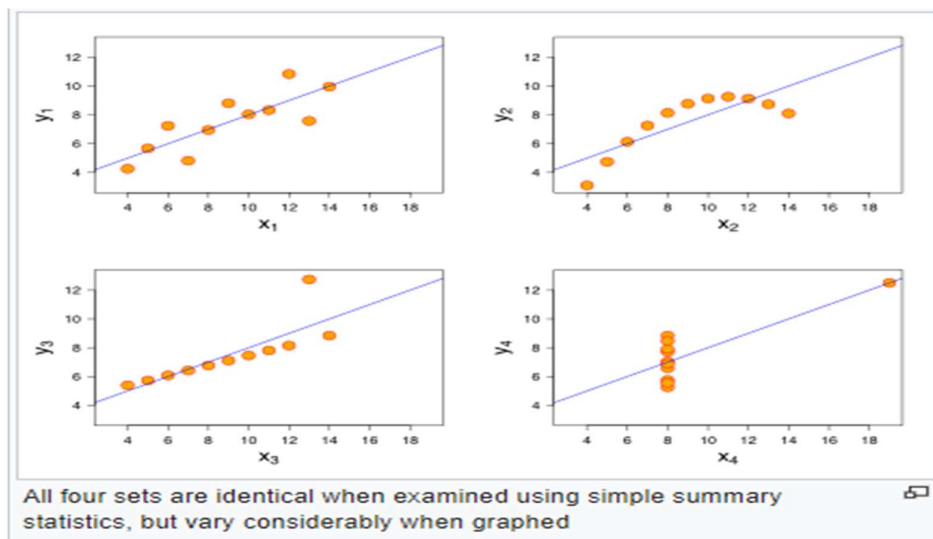 12
10
8
6
4
y1
4 6 8 10 12 14 16 18
x1
12
10
8
6
4
y2
4 6 8 10 12 14 16 18
x2
12
10
8
6
4
y3
4 6 8 10 12 14 16 18
x3
12
10
8
6
4
y4
4 6 8 10 12 14 16 18
x4
All four sets are identical when examined using simple summary
statistics, but vary considerably when graphed